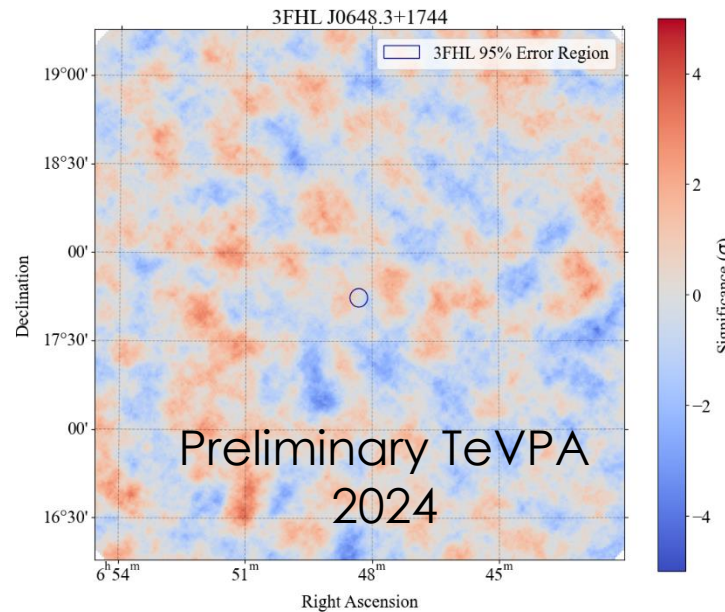 3FHL J0648.3+1744
3FHL 95% Error Region
19°00'
18°30'
00'
17°30'
00'
16°30'
Declination
6ʰ54ᵐ
51ᵐ
48ᵐ
45ᵐ
Right Ascension
4
2
0
−2
−4
Significance (σ)
Preliminary TeVPA
2024